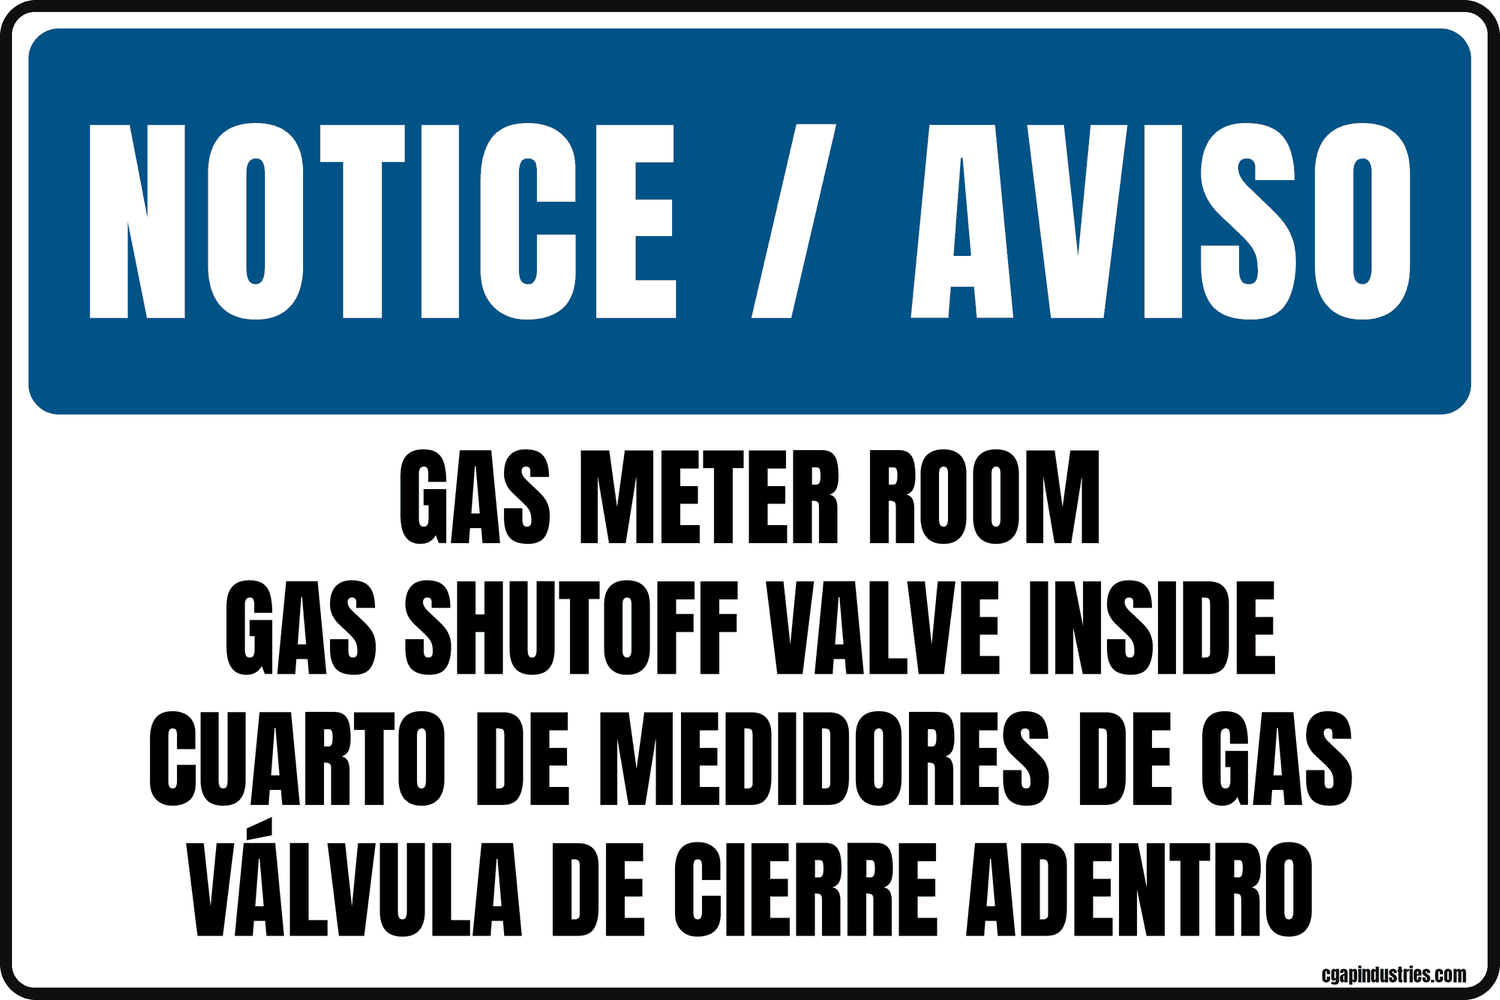 NOTICE / AVISO
GAS METER ROOM
GAS SHUTOFF VALVE INSIDE
CUARTO DE MEDIDORES DE GAS
VÁLVULA DE CIERRE ADENTRO
cgapindustries.com